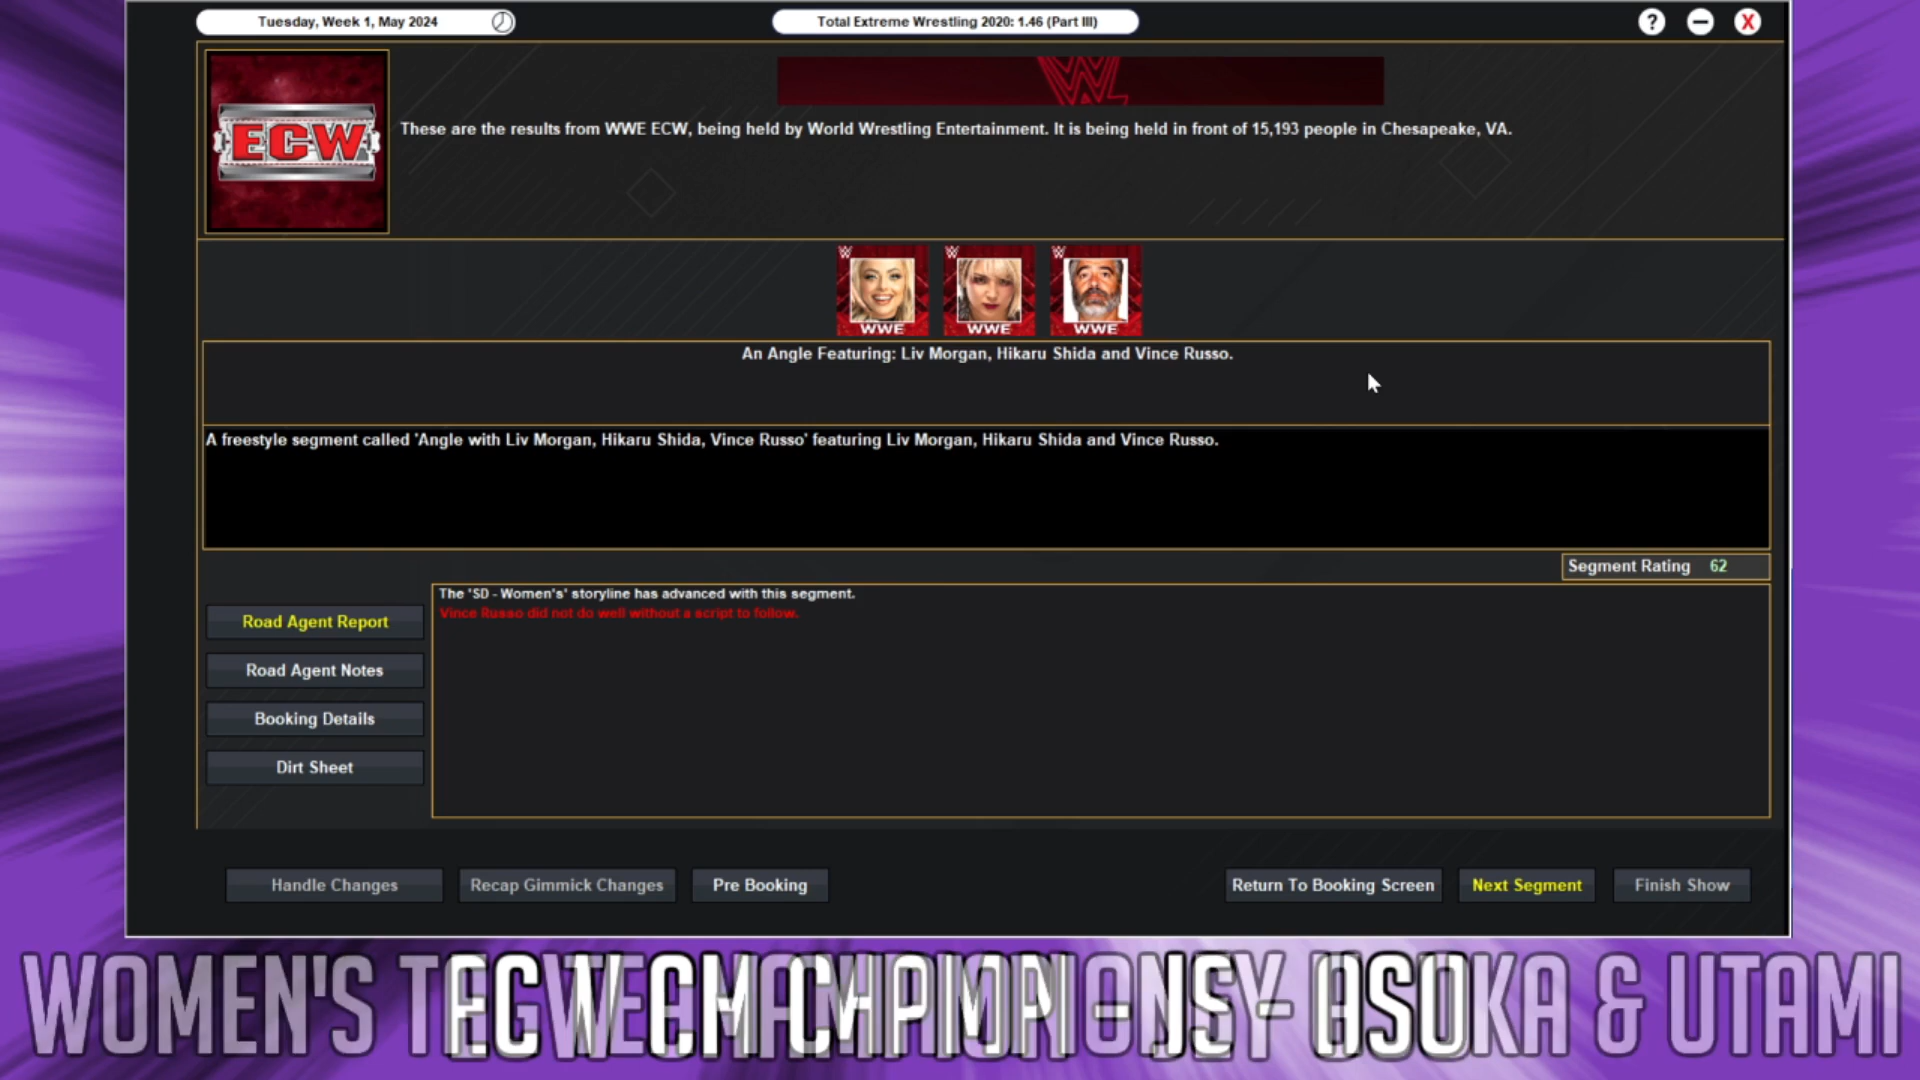 Tuesday, Week 1, May 2024
Total Extreme Wrestling 2020: 1.46 (Part III)
?
X
ECW
These are the results from WWE ECW, being held by World Wrestling Entertainment. It is being held in front of 15,193 people in Chesapeake, VA.
WWE WWE WWE
An Angle Featuring: Liv Morgan, Hikaru Shida and Vince Russo.
A freestyle segment called 'Angle with Liv Morgan, Hikaru Shida, Vince Russo' featuring Liv Morgan, Hikaru Shida and Vince Russo.
Segment Rating 62
The 'SD - Women's' storyline has advanced with this segment.
Vince Russo did not do well without a script to follow.
Road Agent Report
Road Agent Notes
Booking Details
Dirt Sheet
Handle Changes
Recap Gimmick Changes
Pre Booking
Return To Booking Screen
Next Segment
Finish Show
WOMEN'S TAG TEAM CHAMPIONS - ASUKA & UTAMI